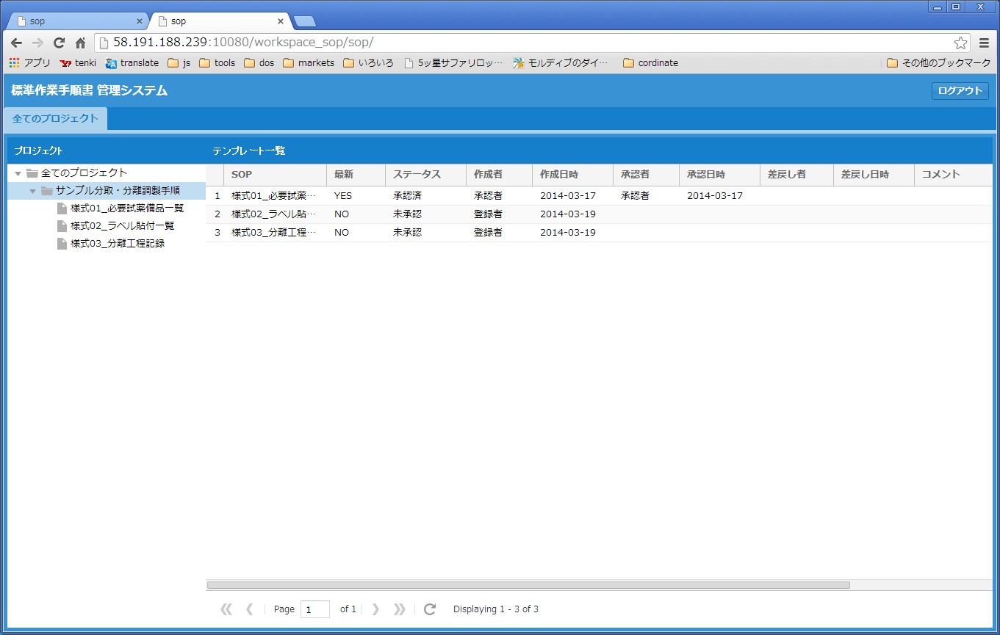 sop
sop
58.191.188.239:10080/workspace_sop/sop/
アプリ tenki translate js tools dos markets いろいろ 5ッ星サファリロッ… モルディブのダイ… cordinate その他のブックマーク
標準作業手順書 管理システム ログアウト
全てのプロジェクト
プロジェクト テンプレート一覧
全てのプロジェクト
サンプル分取・分離調製手順
様式01_必要試薬備品一覧
様式02_ラベル貼付一覧
様式03_分離工程記録
SOP 最新 ステータス 作成者 作成日時 承認者 承認日時 差戻し者 差戻し日時 コメント
1 様式01_必要試薬… YES 承認済 承認者 2014-03-17 承認者 2014-03-17
2 様式02_ラベル貼… NO 未承認 登録者 2014-03-19
3 様式03_分離工程… NO 未承認 登録者 2014-03-19
Page 1 of 1 Displaying 1 - 3 of 3